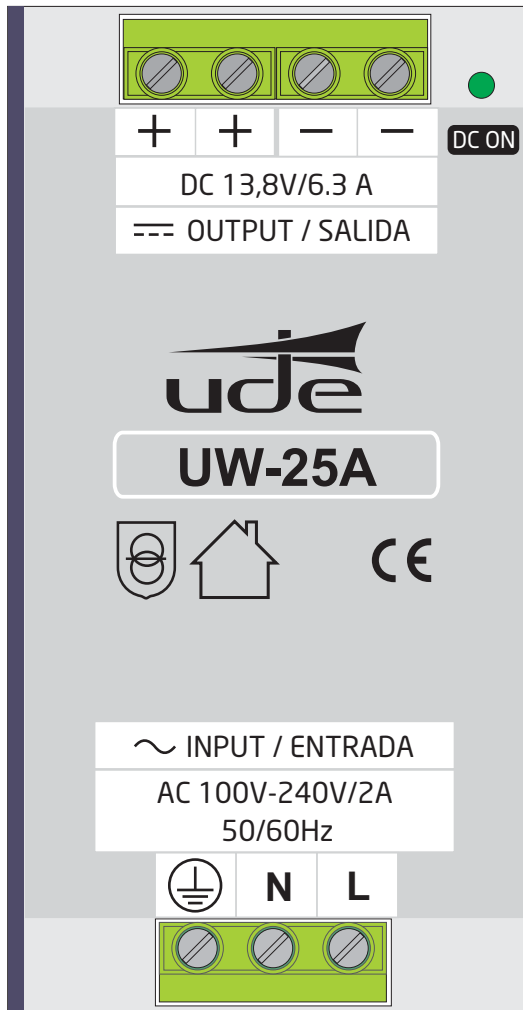 + + − −
DC ON
DC 13,8V/6.3 A
⎓ OUTPUT / SALIDA
ude
UW-25A
CE
∼ INPUT / ENTRADA
AC 100V-240V/2A
50/60Hz
N L